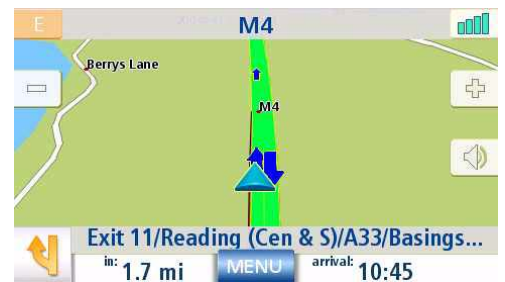 E
M4
Berrys Lane
M4
Exit 11/Reading (Cen & S)/A33/Basings...
in: 1.7 mi
MENU
arrival: 10:45